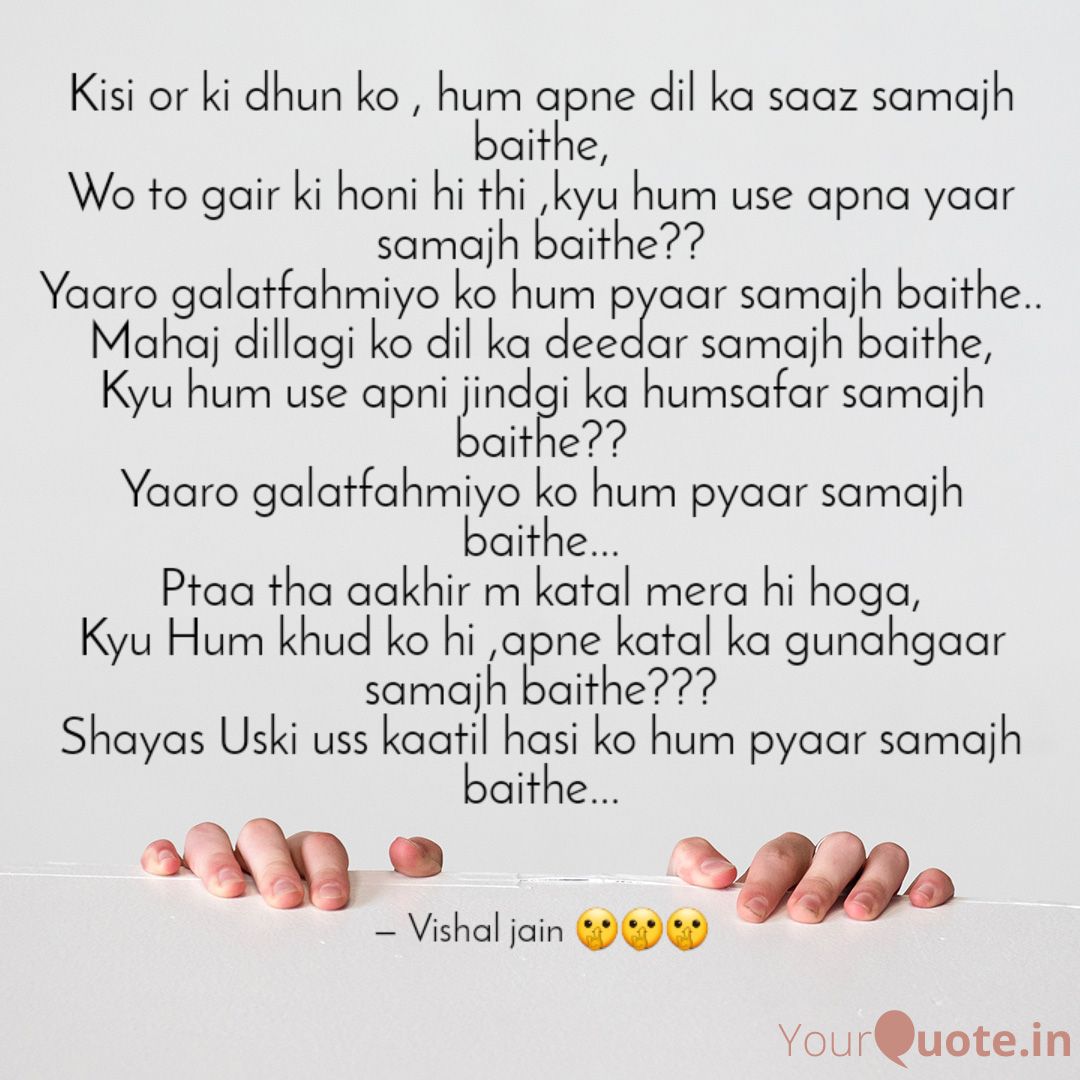 Kisi or ki dhun ko , hum apne dil ka saaz samajh
baithe,
Wo to gair ki honi hi thi ,kyu hum use apna yaar
samajh baithe??
Yaaro galatfahmiyo ko hum pyaar samajh baithe..
Mahaj dillagi ko dil ka deedar samajh baithe,
Kyu hum use apni jindgi ka humsafar samajh
baithe??
Yaaro galatfahmiyo ko hum pyaar samajh
baithe...
Ptaa tha aakhir m katal mera hi hoga,
Kyu Hum khud ko hi ,apne katal ka gunahgaar
samajh baithe???
Shayas Uski uss kaatil hasi ko hum pyaar samajh
baithe...
– Vishal jain 🤫🤫🤫
YourQuote.in